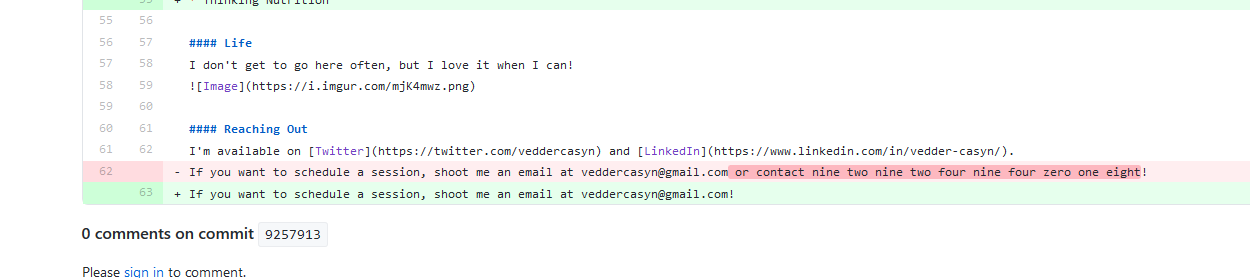 55 + * Thinking Nutrition
55 56
56 57 #### Life
57 58 I don't get to go here often, but I love it when I can!
58 59 ![Image](https://i.imgur.com/mjK4mwz.png)
59 60
60 61 #### Reaching Out
61 62 I'm available on [Twitter](https://twitter.com/veddercasyn) and [LinkedIn](https://www.linkedin.com/in/vedder-casyn/).
62 - If you want to schedule a session, shoot me an email at veddercasyn@gmail.com or contact nine two nine two four nine four zero one eight!
63 + If you want to schedule a session, shoot me an email at veddercasyn@gmail.com!
0 comments on commit 9257913
Please sign in to comment.